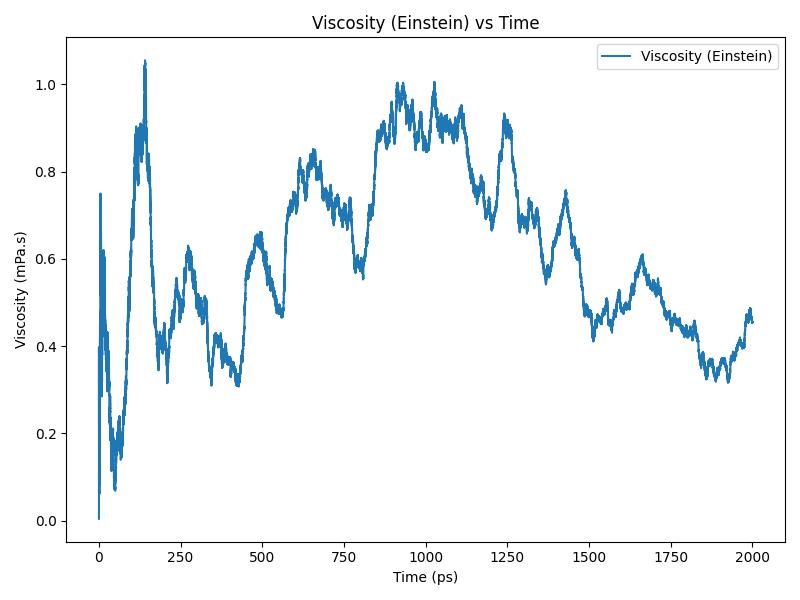 Viscosity (Einstein) vs Time
Viscosity (Einstein)
Viscosity (mPa.s)
1.0
0.8
0.6
0.4
0.2
0.0
0 250 500 750 1000 1250 1500 1750 2000
Time (ps)